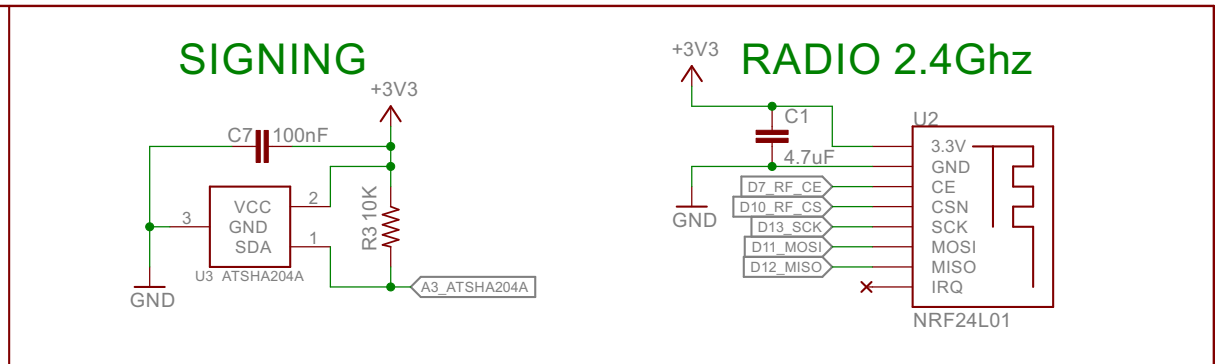 SIGNING
+3V3
C7 100nF
2
VCC
3
GND
1
SDA
R3 10K
U3 ATSHA204A
A3_ATSHA204A
GND
RADIO 2.4Ghz
+3V3
C1
4.7uF
GND
U2
3.3V
GND
D7_RF_CE
CE
D10_RF_CS
CSN
D13_SCK
SCK
D11_MOSI
MOSI
D12_MISO
MISO
IRQ
NRF24L01